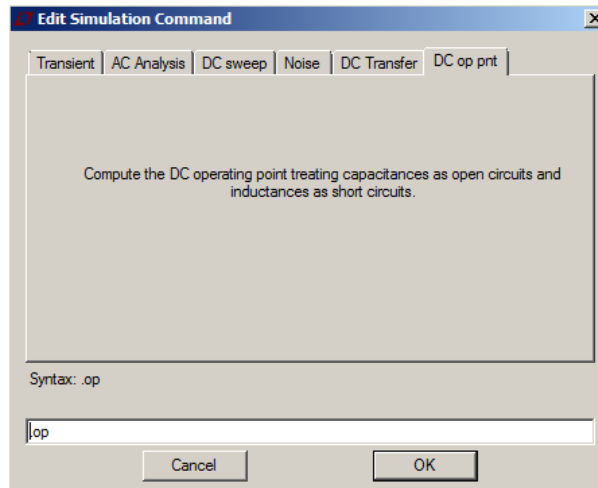 Edit Simulation Command
Transient AC Analysis DC sweep Noise DC Transfer DC op pnt
Compute the DC operating point treating capacitances as open circuits and
inductances as short circuits.
Syntax: .op
.op
Cancel OK